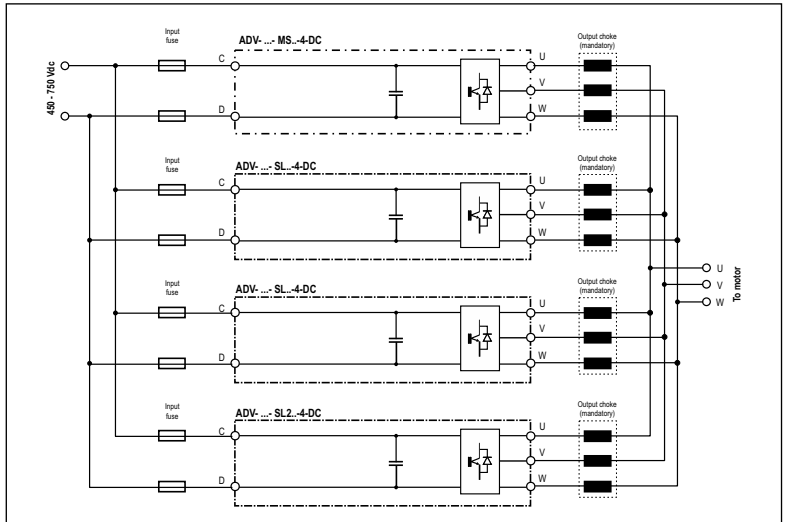 Input
fuse
ADV- ...- MS..-4-DC
Output choke
(mandatory)
450 - 750 Vdc
C
D
U
V
W
Input
fuse
ADV- ...- SL..-4-DC
Output choke
(mandatory)
C
D
U
V
W
Input
fuse
ADV- ...- SL..-4-DC
Output choke
(mandatory)
C
D
U
V
W
U
V
W
To motor
Input
fuse
ADV- ...- SL2..-4-DC
Output choke
(mandatory)
C
D
U
V
W